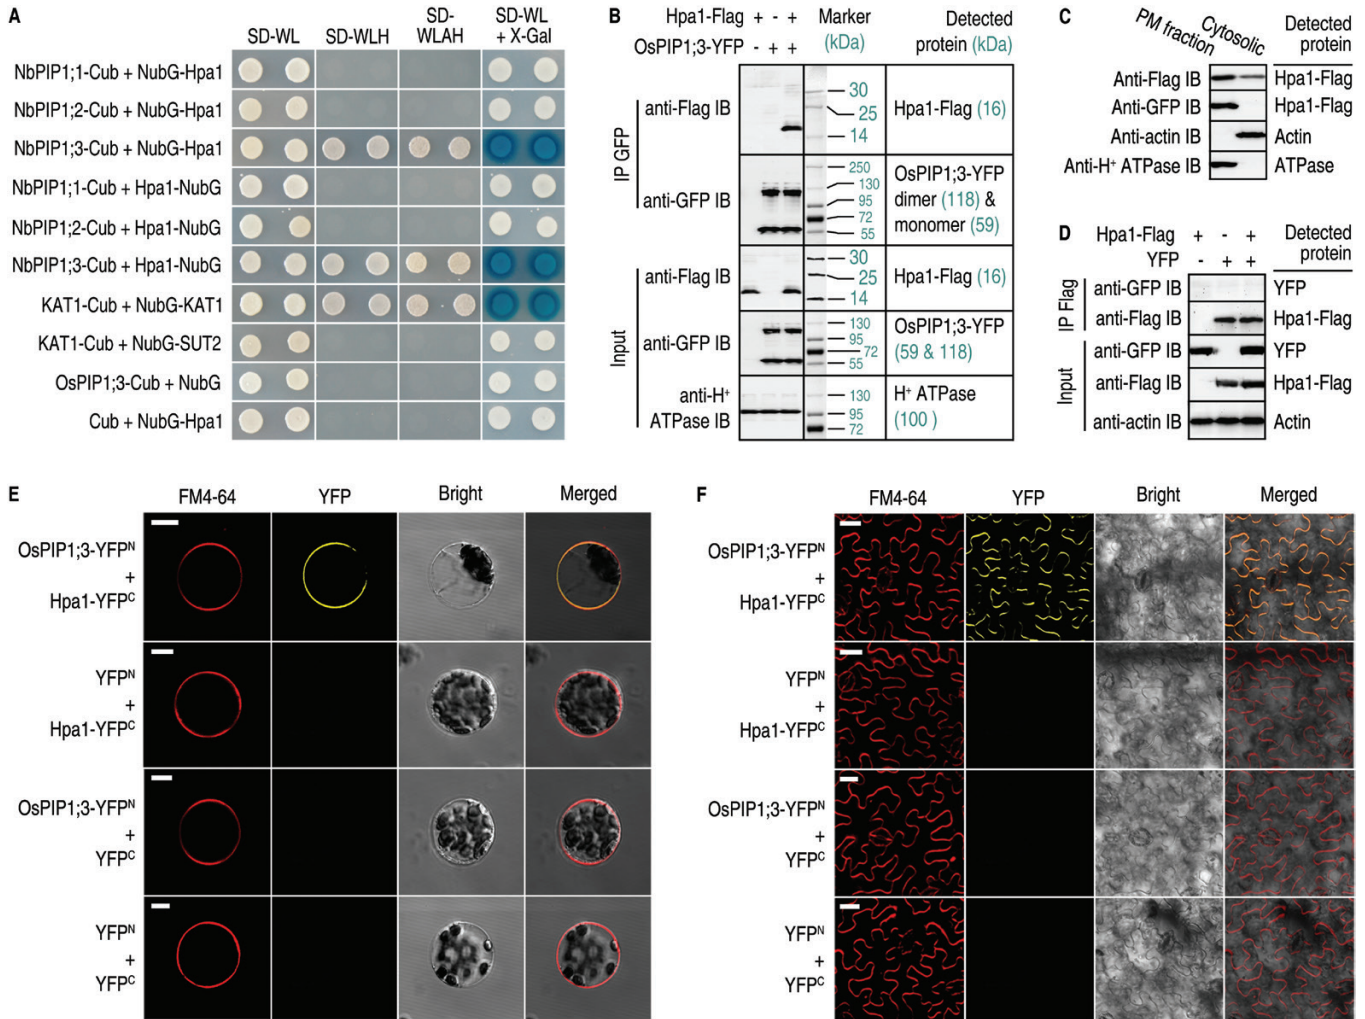 A
SD-WL
SD-WLH
SD-
WLAH
SD-WL
+ X-Gal
NbPIP1;1-Cub + NubG-Hpa1
NbPIP1;2-Cub + NubG-Hpa1
NbPIP1;3-Cub + NubG-Hpa1
NbPIP1;1-Cub + Hpa1-NubG
NbPIP1;2-Cub + Hpa1-NubG
NbPIP1;3-Cub + Hpa1-NubG
KAT1-Cub + NubG-KAT1
KAT1-Cub + NubG-SUT2
OsPIP1;3-Cub + NubG
Cub + NubG-Hpa1
B
Hpa1-Flag + - +
OsPIP1;3-YFP - + +
Marker
(kDa)
Detected
protein (kDa)
IP GFP
anti-Flag IB
30
25
14
Hpa1-Flag (16)
anti-GFP IB
250
130
95
72
55
OsPIP1;3-YFP
dimer (118) &
monomer (59)
Input
anti-Flag IB
30
25
14
Hpa1-Flag (16)
anti-GFP IB
130
95
72
55
OsPIP1;3-YFP
(59 & 118)
anti-H⁺
ATPase IB
130
95
72
H⁺ ATPase
(100 )
C
PM fraction
Cytosolic
Detected
protein
Anti-Flag IB
Hpa1-Flag
Anti-GFP IB
Hpa1-Flag
Anti-actin IB
Actin
Anti-H⁺ ATPase IB
ATPase
D
Hpa1-Flag + - +
YFP - + +
Detected
protein
IP Flag
anti-GFP IB
YFP
anti-Flag IB
Hpa1-Flag
Input
anti-GFP IB
YFP
anti-Flag IB
Hpa1-Flag
anti-actin IB
Actin
E
FM4-64
YFP
Bright
Merged
OsPIP1;3-YFPᴺ
+
Hpa1-YFPᶜ
YFPᴺ
+
Hpa1-YFPᶜ
OsPIP1;3-YFPᴺ
+
YFPᶜ
YFPᴺ
+
YFPᶜ
F
FM4-64
YFP
Bright
Merged
OsPIP1;3-YFPᴺ
+
Hpa1-YFPᶜ
YFPᴺ
+
Hpa1-YFPᶜ
OsPIP1;3-YFPᴺ
+
YFPᶜ
YFPᴺ
+
YFPᶜ